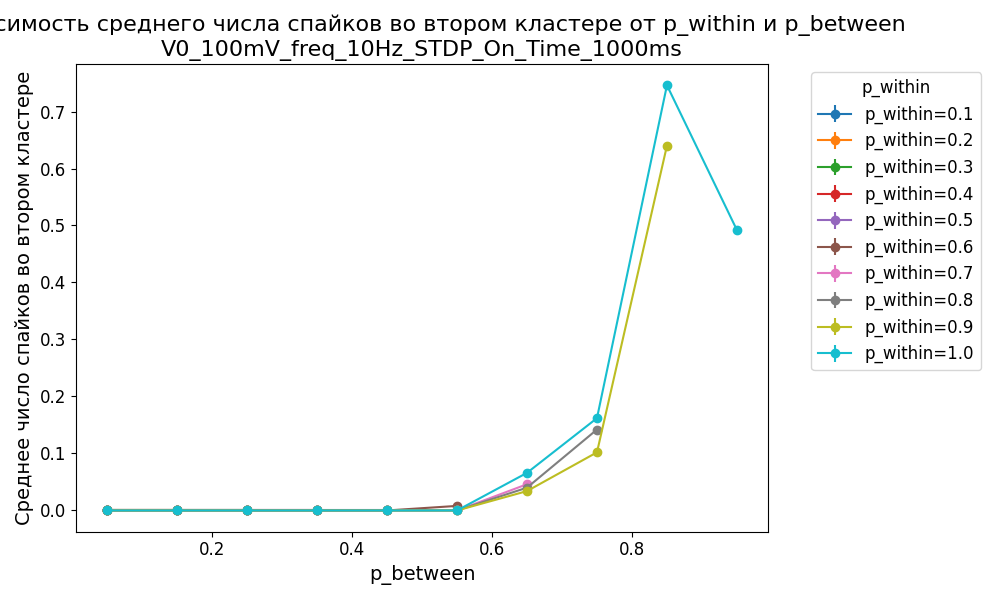 симость среднего числа спайков во втором кластере от p_within и p_between
V0_100mV_freq_10Hz_STDP_On_Time_1000ms
Среднее число спайков во втором кластере
0.7
0.6
0.5
0.4
0.3
0.2
0.1
0.0
0.2
0.4
0.6
0.8
p_between
p_within
p_within=0.1
p_within=0.2
p_within=0.3
p_within=0.4
p_within=0.5
p_within=0.6
p_within=0.7
p_within=0.8
p_within=0.9
p_within=1.0